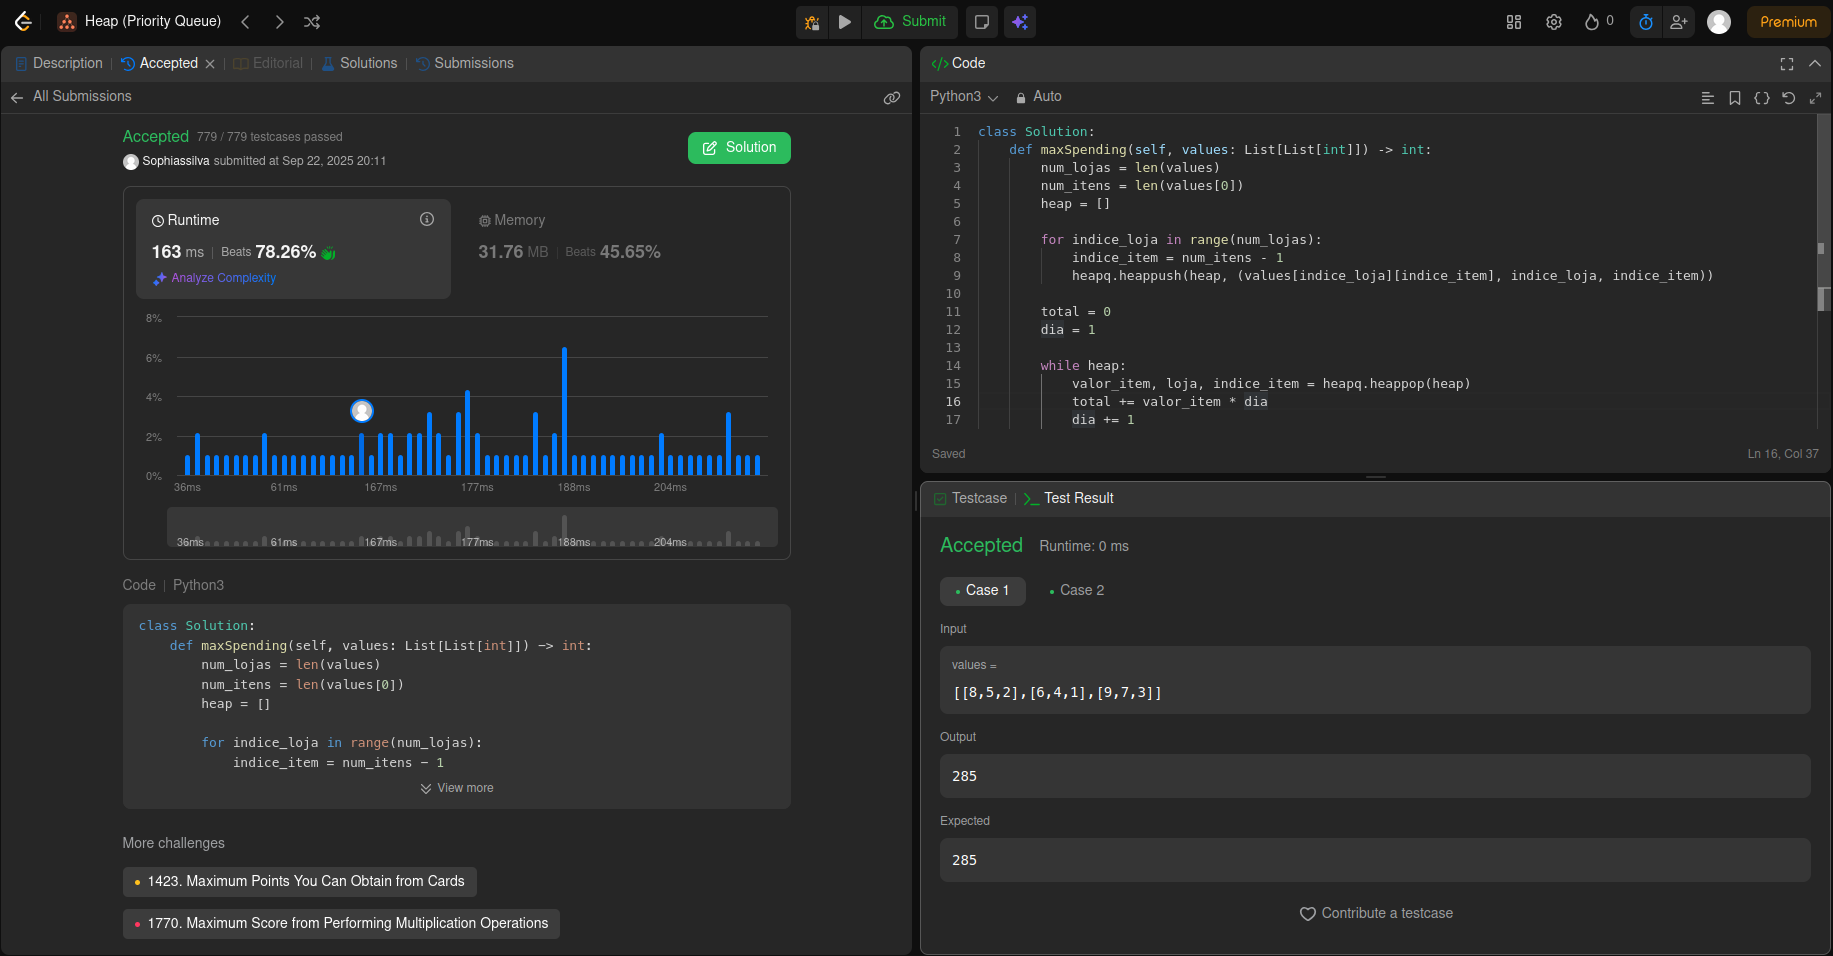 Heap (Priority Queue)
Submit
0
Premium
Description
Accepted
Editorial
Solutions
Submissions
All Submissions
Accepted 779 / 779 testcases passed
Sophiassilva submitted at Sep 22, 2025 20:11
Solution
Runtime
163 ms | Beats 78.26%
Analyze Complexity
Memory
31.76 MB | Beats 45.65%
8%
6%
4%
2%
0%
36ms 61ms 167ms 177ms 188ms 204ms
36ms 61ms 167ms 177ms 188ms 204ms
Code | Python3
class Solution:
    def maxSpending(self, values: List[List[int]]) -> int:
        num_lojas = len(values)
        num_itens = len(values[0])
        heap = []
        for indice_loja in range(num_lojas):
            indice_item = num_itens - 1
View more
More challenges
1423. Maximum Points You Can Obtain from Cards
1770. Maximum Score from Performing Multiplication Operations
</> Code
Python3 Auto
1 class Solution:
2     def maxSpending(self, values: List[List[int]]) -> int:
3         num_lojas = len(values)
4         num_itens = len(values[0])
5         heap = []
6
7         for indice_loja in range(num_lojas):
8             indice_item = num_itens - 1
9             heapq.heappush(heap, (values[indice_loja][indice_item], indice_loja, indice_item))
10
11         total = 0
12         dia = 1
13
14         while heap:
15             valor_item, loja, indice_item = heapq.heappop(heap)
16             total += valor_item * dia
17             dia += 1
Saved
Ln 16, Col 37
Testcase
Test Result
Accepted Runtime: 0 ms
Case 1
Case 2
Input
values =
[[8,5,2],[6,4,1],[9,7,3]]
Output
285
Expected
285
Contribute a testcase